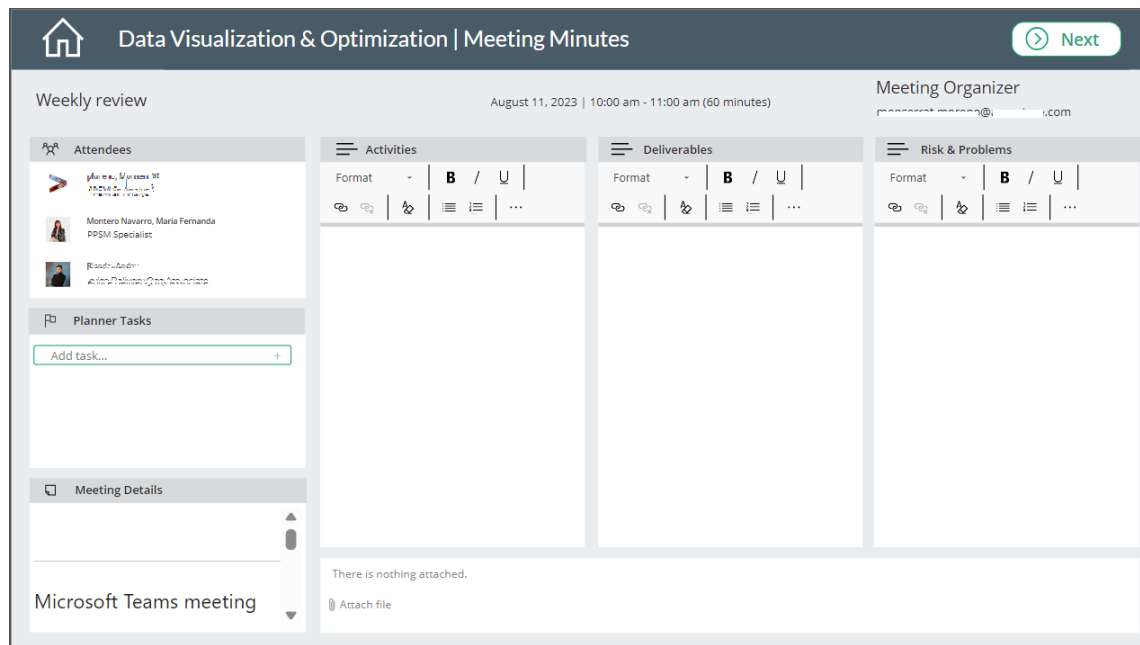 Data Visualization & Optimization | Meeting Minutes
Next
Weekly review
August 11, 2023 | 10:00 am - 11:00 am (60 minutes)
Meeting Organizer
.com
Attendees
Montero Navarro, Maria Fernanda
PPSM Specialist
Planner Tasks
Add task...
+
Meeting Details
Microsoft Teams meeting
Activities
Format
B / U
...
Deliverables
Format
B / U
...
Risk & Problems
Format
B / U
...
There is nothing attached.
Attach file